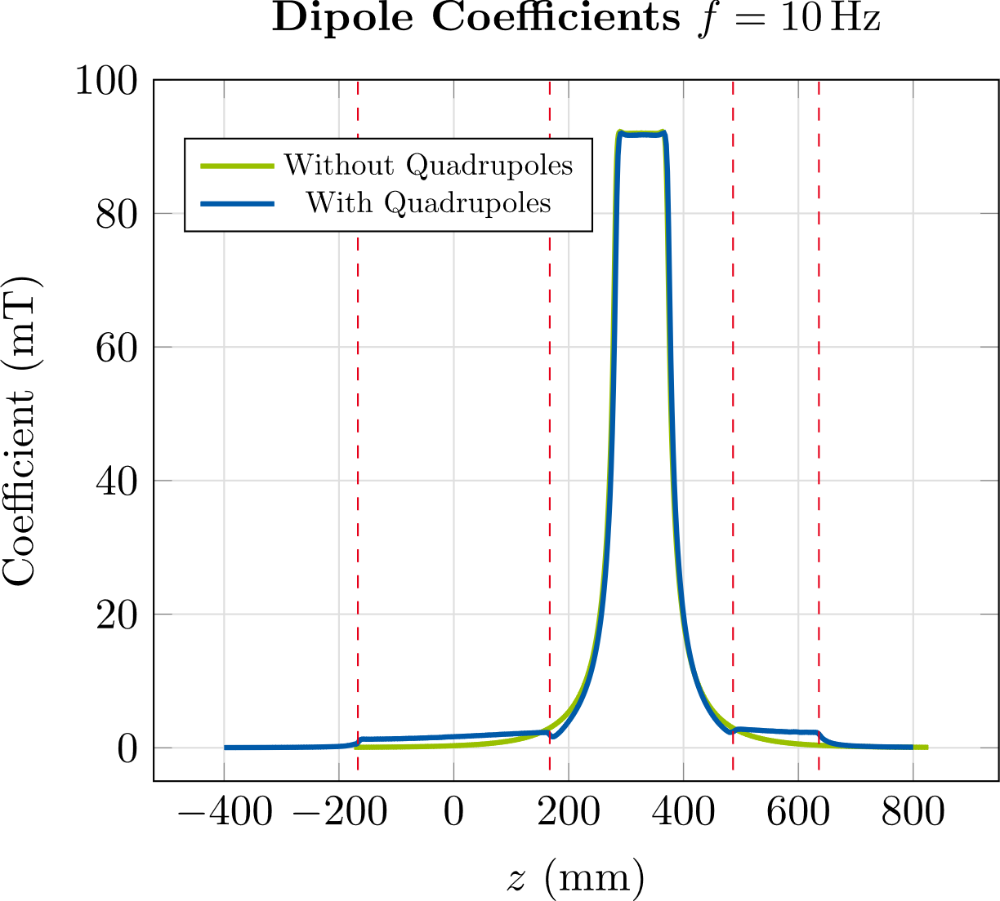 Dipole Coefficients f = 10 Hz
100
80
60
40
20
0
Coefficient (mT)
Without Quadrupoles
With Quadrupoles
−400 −200 0 200 400 600 800
z (mm)